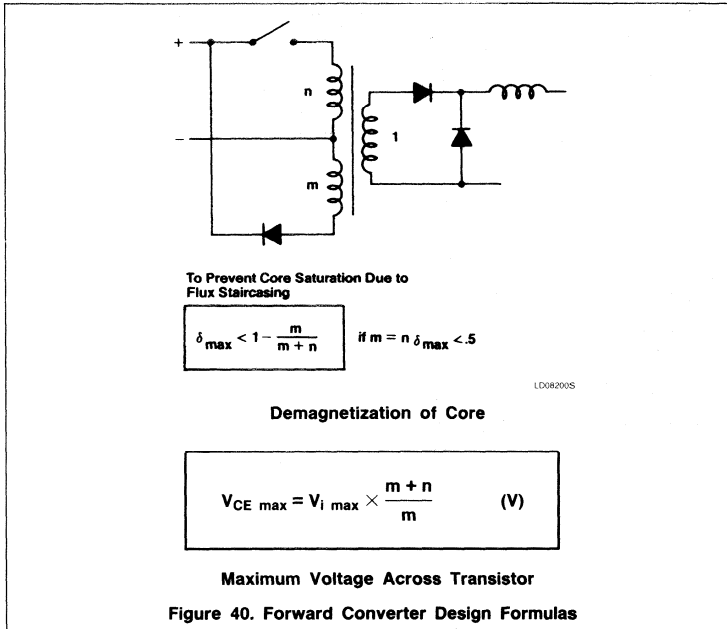 +
n
−
1
m
To Prevent Core Saturation Due to
Flux Staircasing
δmax < 1 − m / (m + n) if m = n δmax < .5
LD08200S
Demagnetization of Core
VCE max = Vi max × (m + n) / m (V)
Maximum Voltage Across Transistor
Figure 40. Forward Converter Design Formulas